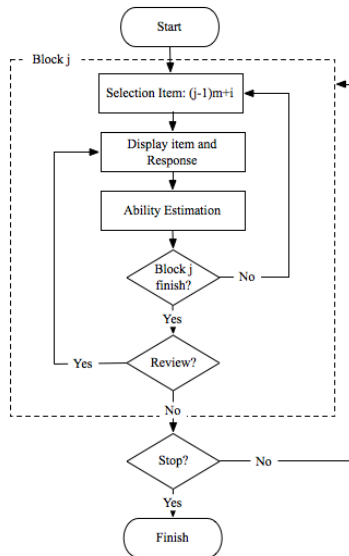 Start
Block j
Selection Item: (j-1)m+i
Display item and
Response
Ability Estimation
Block j
finish?
No
Yes
Yes
Review?
No
Stop?
No
Yes
Finish